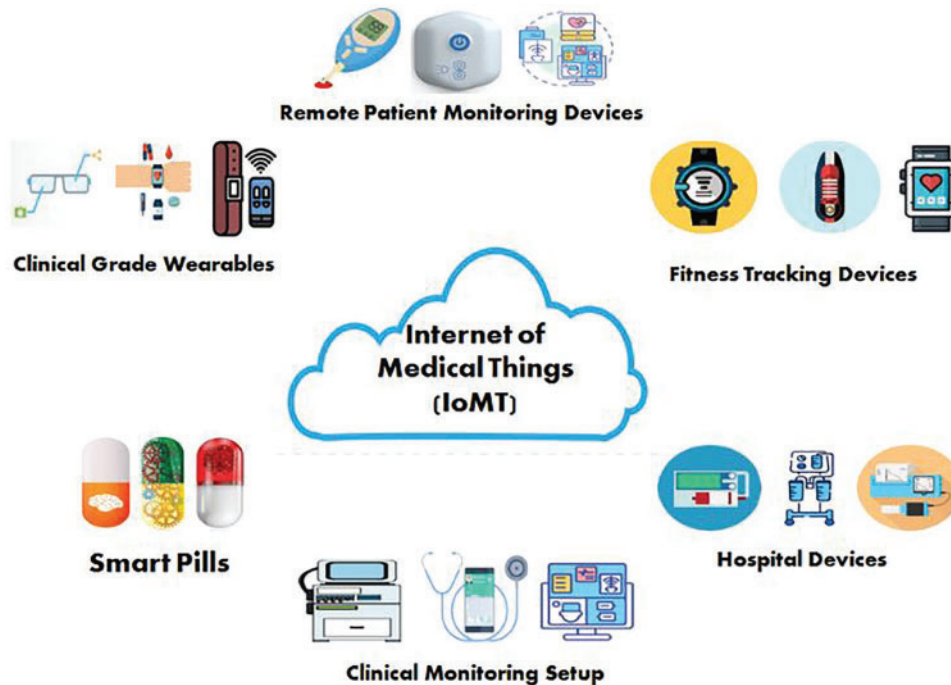 Remote Patient Monitoring Devices
Clinical Grade Wearables
Fitness Tracking Devices
Internet of
Medical Things
(IoMT)
Smart Pills
Hospital Devices
Clinical Monitoring Setup